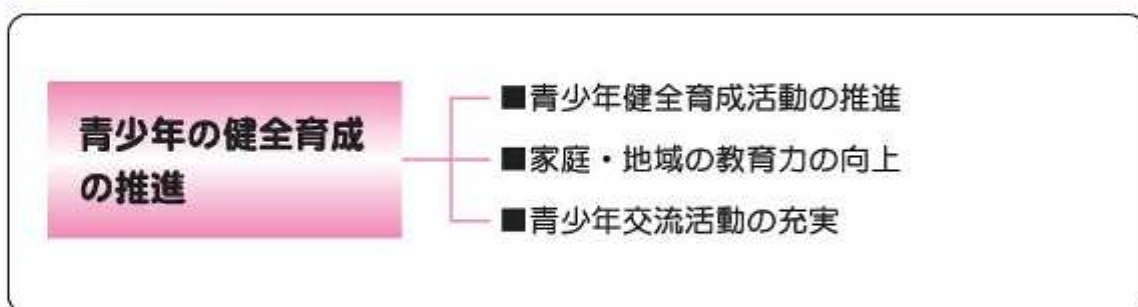 青少年の健全育成
の推進
■青少年健全育成活動の推進
■家庭・地域の教育力の向上
■青少年交流活動の充実